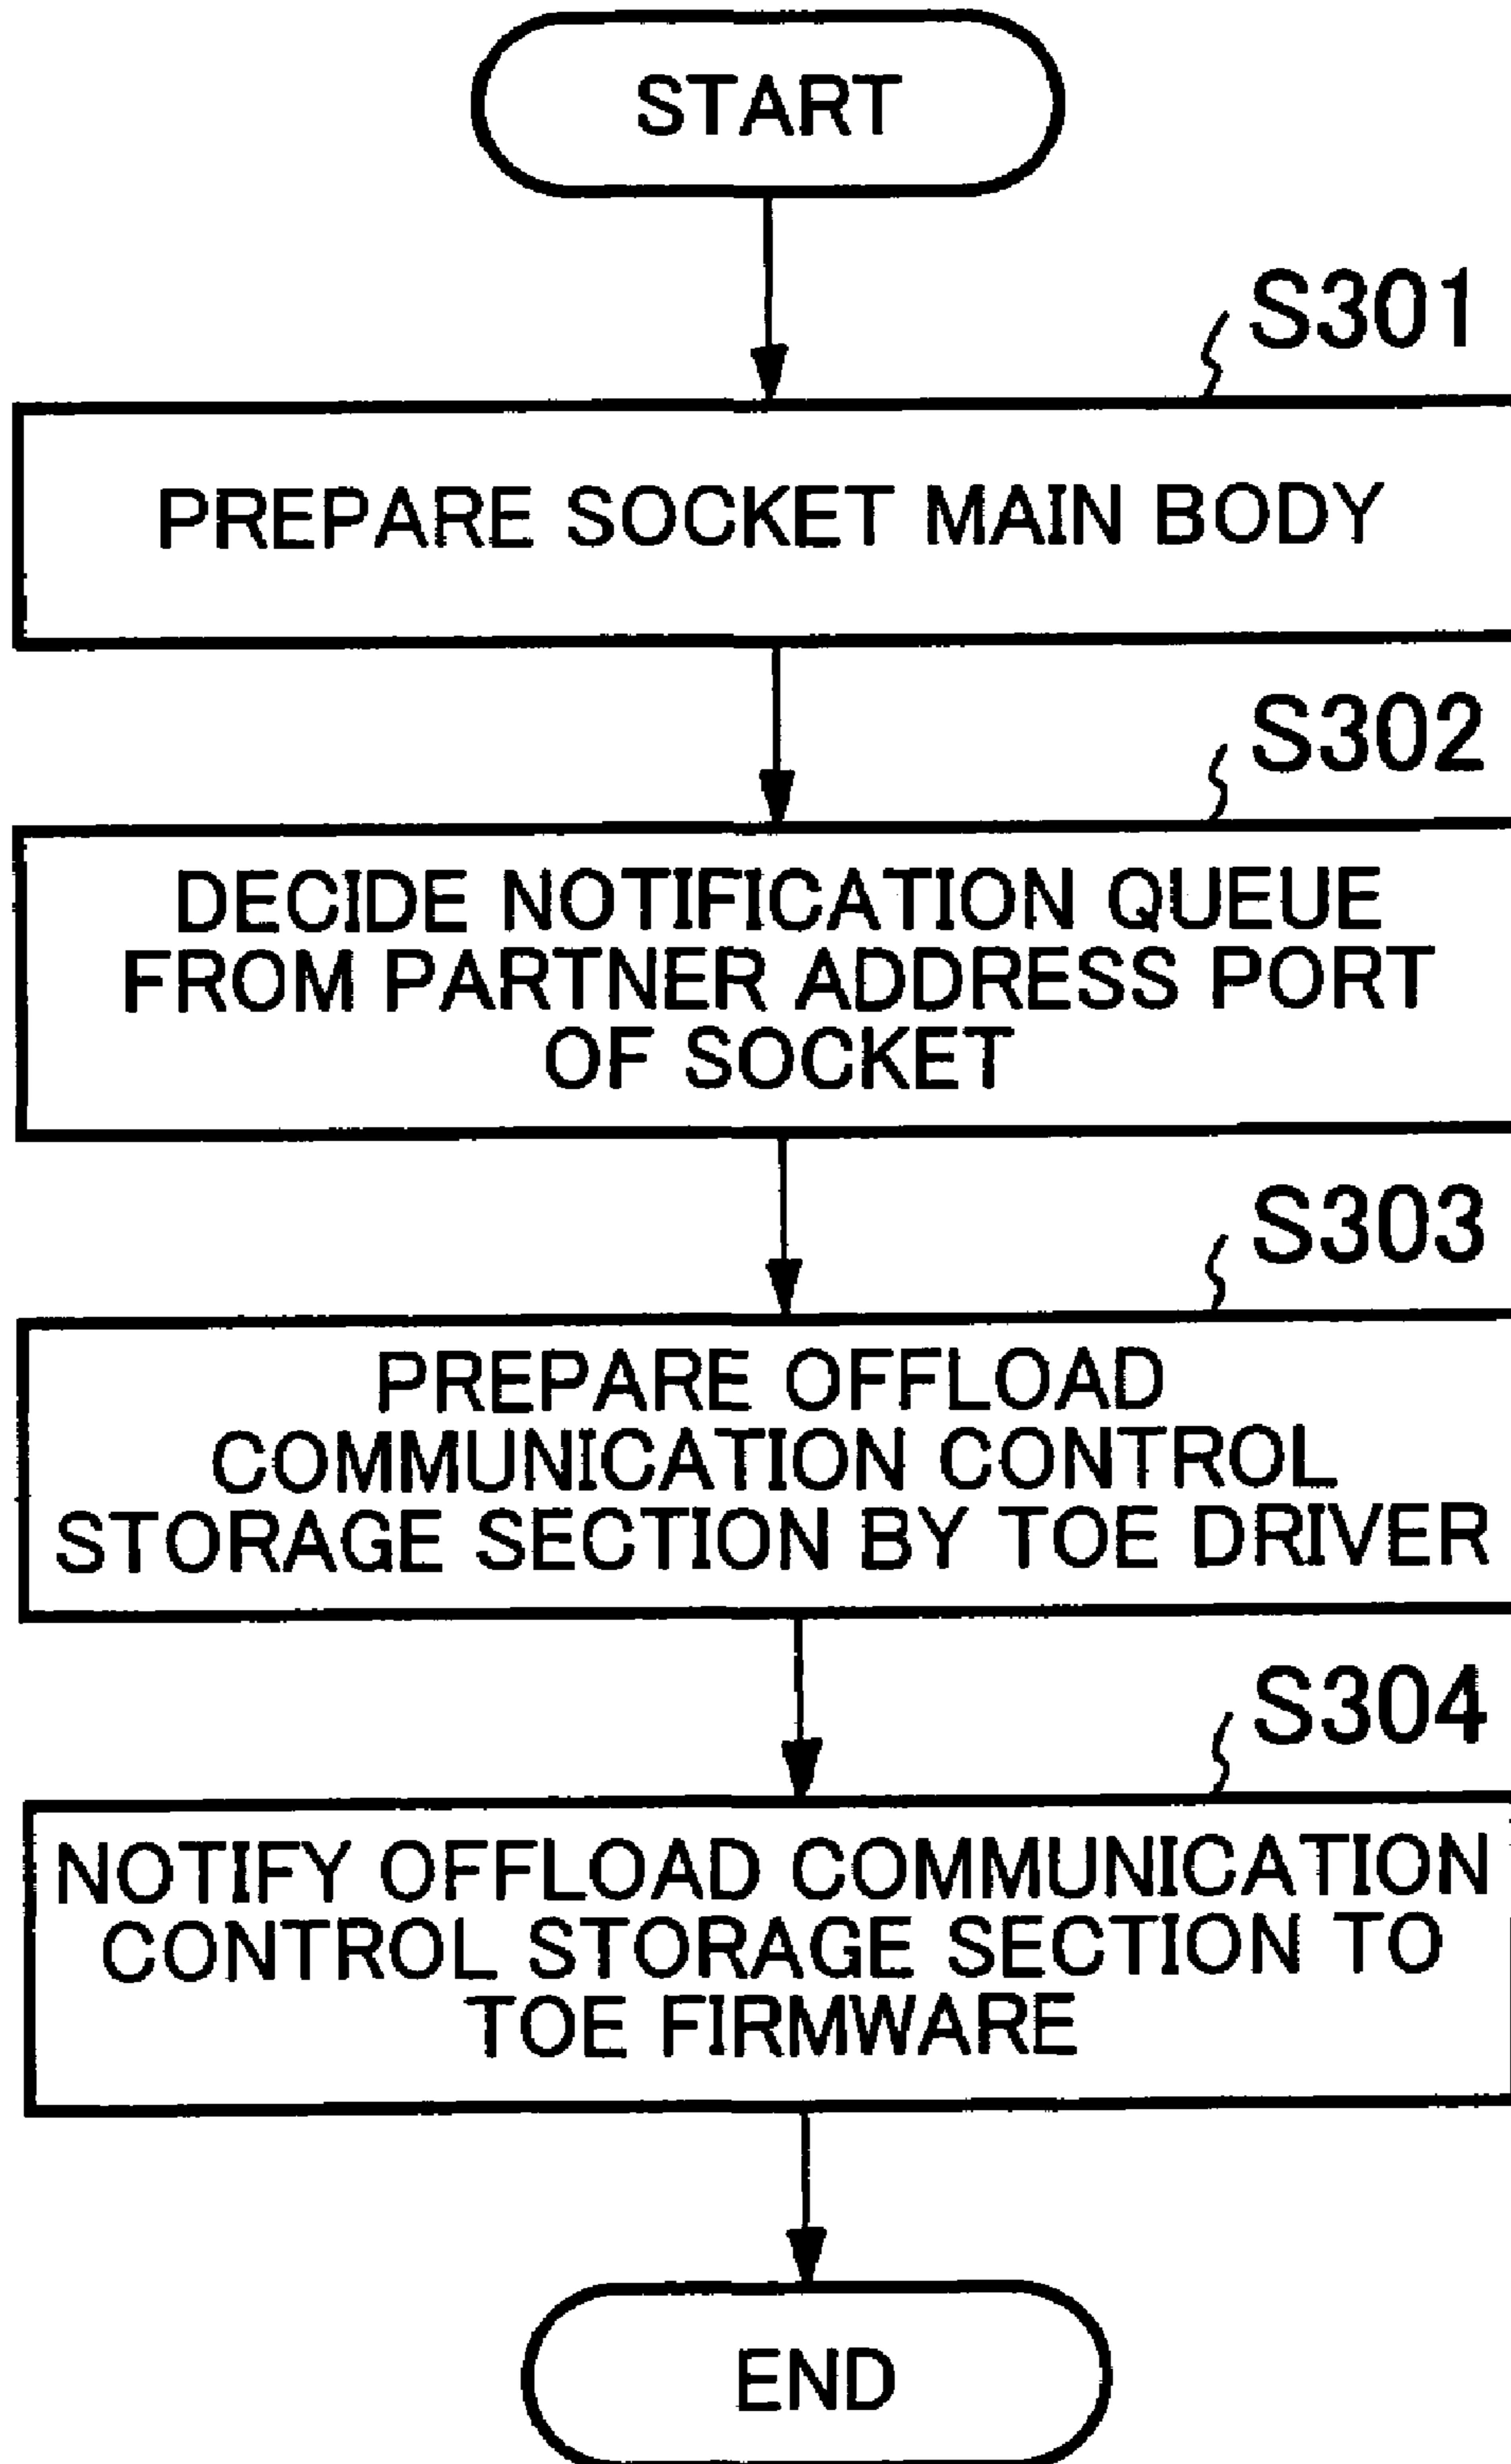 START
S301
PREPARE SOCKET MAIN BODY
S302
DECIDE NOTIFICATION QUEUE
FROM PARTNER ADDRESS PORT
OF SOCKET
S303
PREPARE OFFLOAD
COMMUNICATION CONTROL
STORAGE SECTION BY TOE DRIVER
S304
NOTIFY OFFLOAD COMMUNICATION
CONTROL STORAGE SECTION TO
TOE FIRMWARE
END